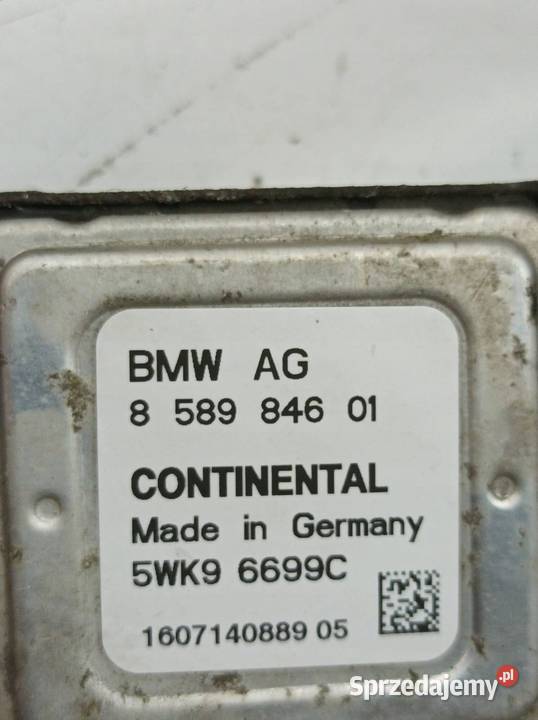 BMW AG
8 589 846 01
CONTINENTAL
Made in Germany
5WK9 6699C
1607140889 05
Sprzedajemy.pl